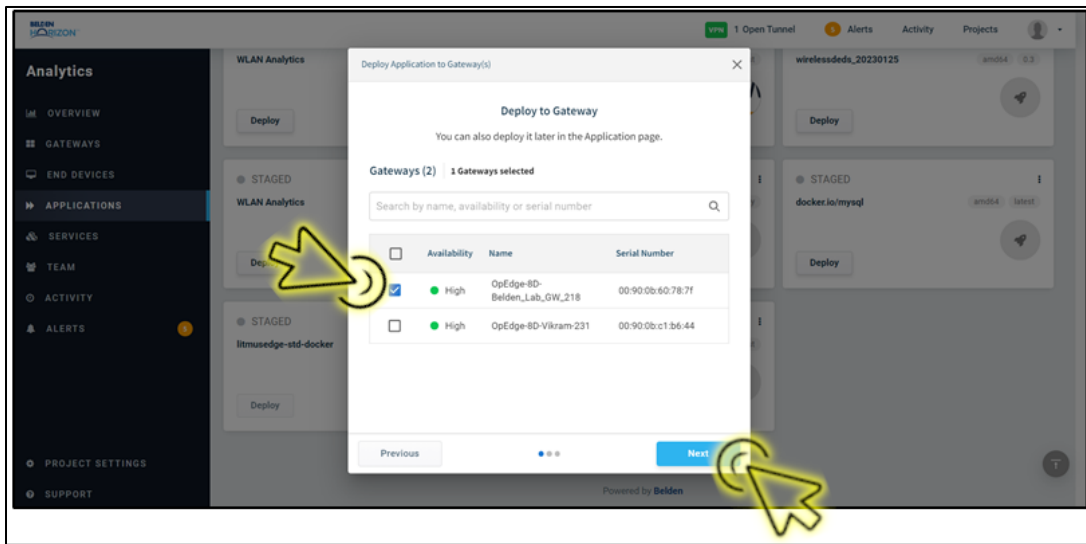 BELDEN
HORIZON
VPN 1 Open Tunnel
5 Alerts
Activity
Projects
Analytics
OVERVIEW
GATEWAYS
END DEVICES
APPLICATIONS
SERVICES
TEAM
ACTIVITY
ALERTS
PROJECT SETTINGS
SUPPORT
WLAN Analytics
Deploy
wirelessdeds_20230125 amd64 0.3
Deploy
STAGED
WLAN Analytics
STAGED
docker.io/mysql amd64 latest
Deploy
STAGED
litmusedge-std-docker
Deploy
Deploy Application to Gateway(s)
Deploy to Gateway
You can also deploy it later in the Application page.
Gateways (2) 1 Gateways selected
Search by name, availability or serial number
Availability Name Serial Number
High OpEdge-8D-
Belden_Lab_GW_218 00:90:0b:60:78:7f
High OpEdge-8D-Vikram-231 00:90:0b:c1:b6:44
Previous Next
Powered by Belden